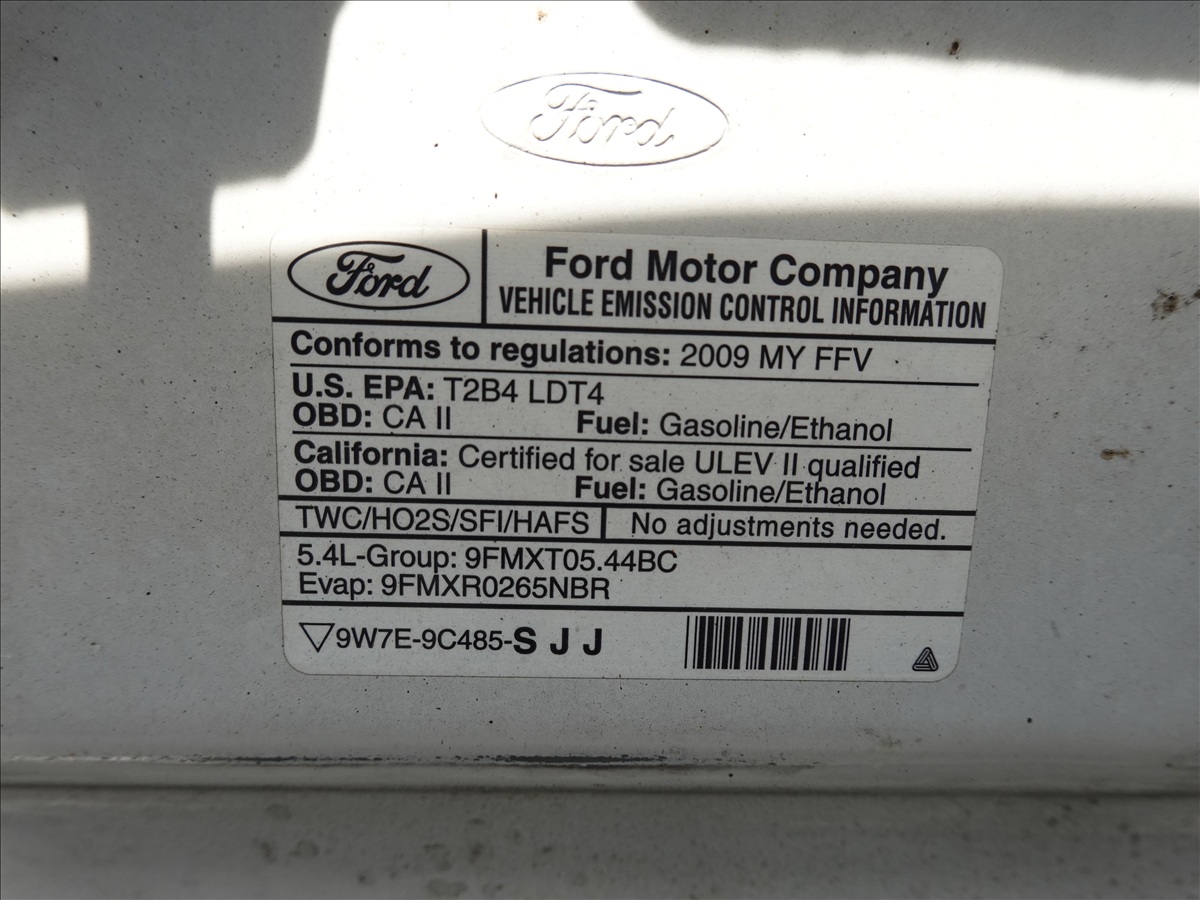 Ford
Ford
Ford Motor Company
VEHICLE EMISSION CONTROL INFORMATION
Conforms to regulations: 2009 MY FFV
U.S. EPA: T2B4 LDT4
OBD: CA II Fuel: Gasoline/Ethanol
California: Certified for sale ULEV II qualified
OBD: CA II Fuel: Gasoline/Ethanol
TWC/HO2S/SFI/HAFS No adjustments needed.
5.4L-Group: 9FMXT05.44BC
Evap: 9FMXR0265NBR
9W7E-9C485-S J J